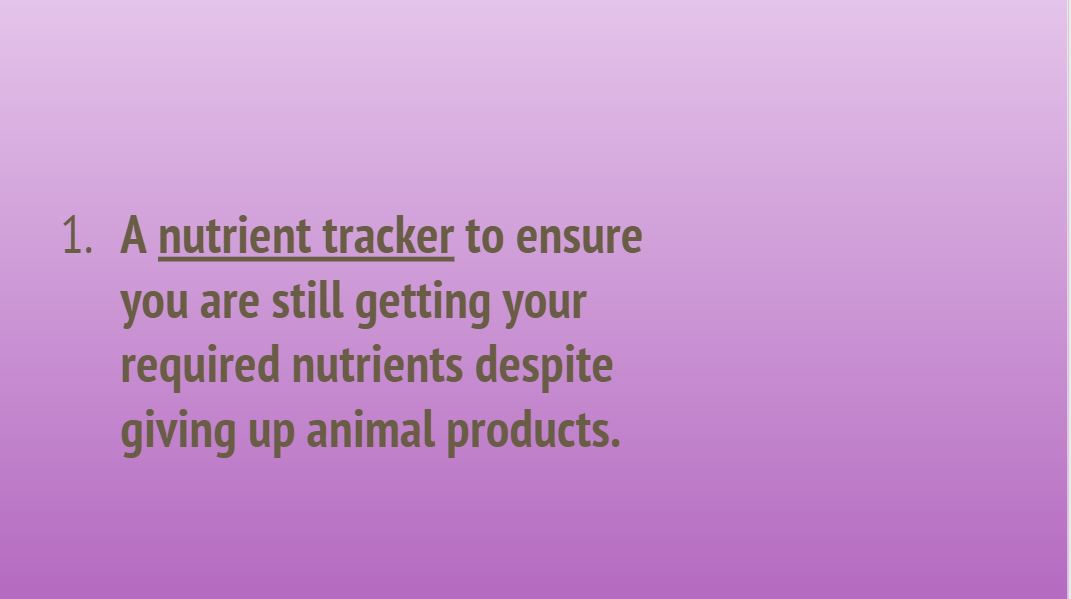 1. A nutrient tracker to ensure
you are still getting your
required nutrients despite
giving up animal products.